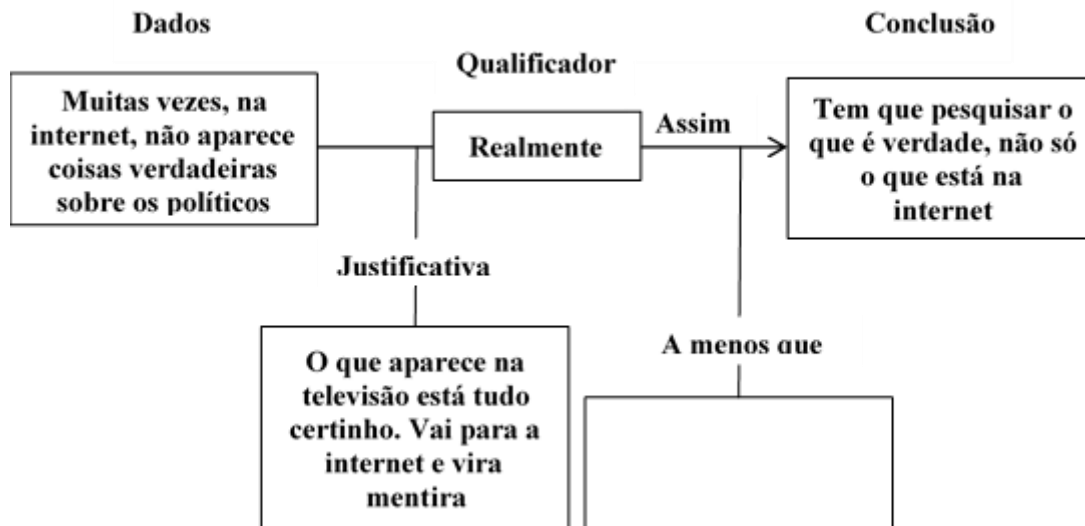 Dados
Conclusão
Qualificador
Muitas vezes, na
internet, não aparece
coisas verdadeiras
sobre os políticos
Realmente
Assim
Tem que pesquisar o
que é verdade, não só
o que está na
internet
Justificativa
A menos que
O que aparece na
televisão está tudo
certinho. Vai para a
internet e vira
mentira